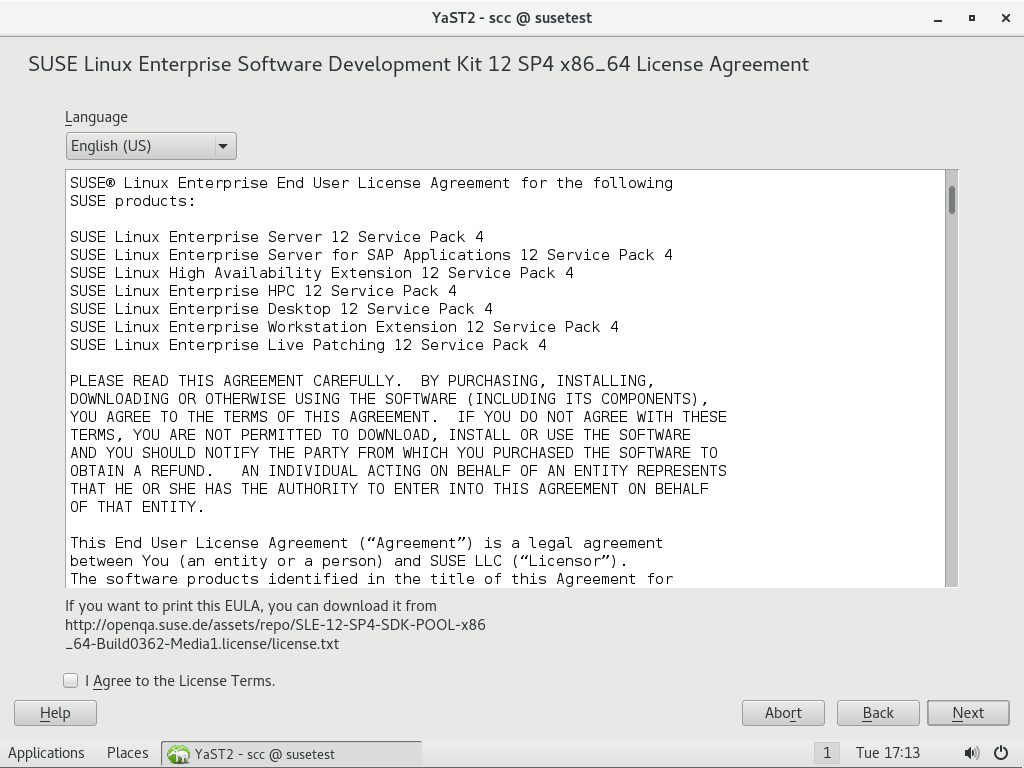 YaST2 - scc @ susetest
SUSE Linux Enterprise Software Development Kit 12 SP4 x86_64 License Agreement
Language
English (US)
SUSE® Linux Enterprise End User License Agreement for the following
SUSE products:
SUSE Linux Enterprise Server 12 Service Pack 4
SUSE Linux Enterprise Server for SAP Applications 12 Service Pack 4
SUSE Linux High Availability Extension 12 Service Pack 4
SUSE Linux Enterprise HPC 12 Service Pack 4
SUSE Linux Enterprise Desktop 12 Service Pack 4
SUSE Linux Enterprise Workstation Extension 12 Service Pack 4
SUSE Linux Enterprise Live Patching 12 Service Pack 4
PLEASE READ THIS AGREEMENT CAREFULLY.  BY PURCHASING, INSTALLING,
DOWNLOADING OR OTHERWISE USING THE SOFTWARE (INCLUDING ITS COMPONENTS),
YOU AGREE TO THE TERMS OF THIS AGREEMENT.  IF YOU DO NOT AGREE WITH THESE
TERMS, YOU ARE NOT PERMITTED TO DOWNLOAD, INSTALL OR USE THE SOFTWARE
AND YOU SHOULD NOTIFY THE PARTY FROM WHICH YOU PURCHASED THE SOFTWARE TO
OBTAIN A REFUND.   AN INDIVIDUAL ACTING ON BEHALF OF AN ENTITY REPRESENTS
THAT HE OR SHE HAS THE AUTHORITY TO ENTER INTO THIS AGREEMENT ON BEHALF
OF THAT ENTITY.
This End User License Agreement (“Agreement”) is a legal agreement
between You (an entity or a person) and SUSE LLC (“Licensor”).
The software products identified in the title of this Agreement for
If you want to print this EULA, you can download it from
http://openqa.suse.de/assets/repo/SLE-12-SP4-SDK-POOL-x86
_64-Build0362-Media1.license/license.txt
I Agree to the License Terms.
Help
Abort
Back
Next
Applications
Places
YaST2 - scc @ susetest
1
Tue 17:13